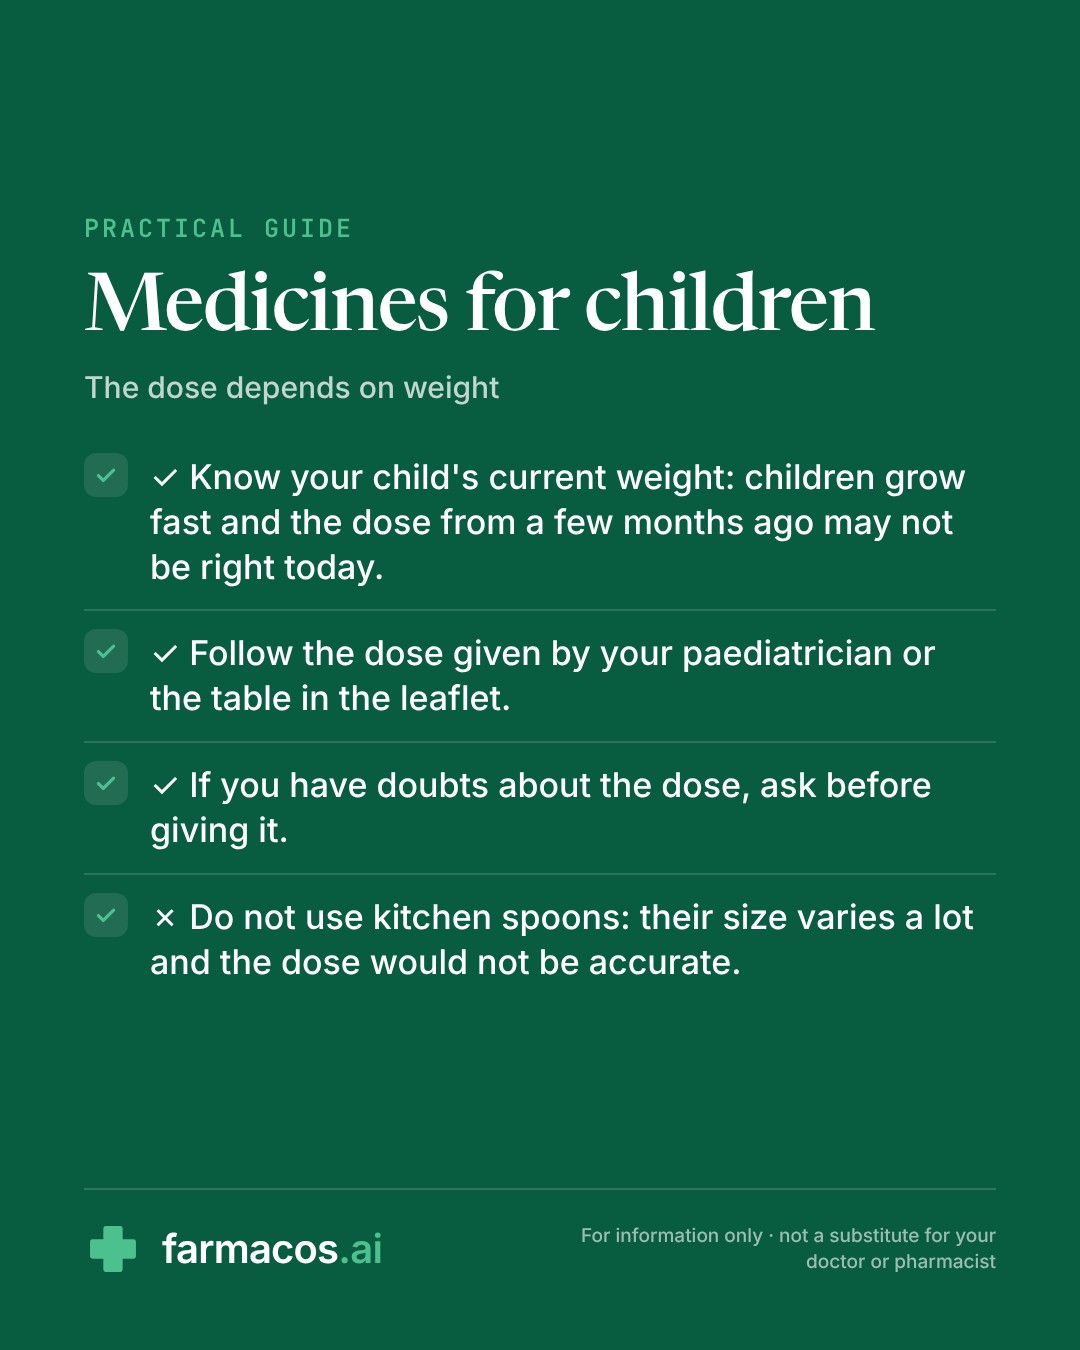 PRACTICAL GUIDE
Medicines for children
The dose depends on weight
✓ Know your child's current weight: children grow
fast and the dose from a few months ago may not
be right today.
✓ Follow the dose given by your paediatrician or
the table in the leaflet.
✓ If you have doubts about the dose, ask before
giving it.
× Do not use kitchen spoons: their size varies a lot
and the dose would not be accurate.
farmacos.ai
For information only · not a substitute for your
doctor or pharmacist